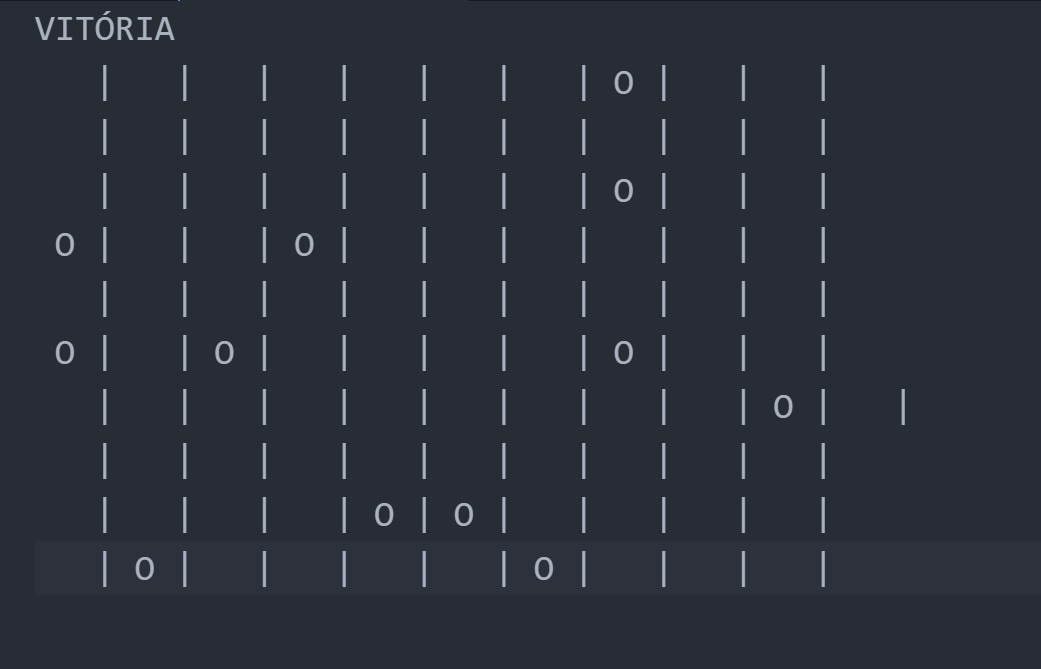 VITÓRIA
   |   |   |   |   |   |   | O |   |   |
   |   |   |   |   |   |   |   |   |   |
   |   |   |   |   |   |   | O |   |   |
 O |   |   | O |   |   |   |   |   |   |
   |   |   |   |   |   |   |   |   |   |
 O |   | O |   |   |   |   | O |   |   |
   |   |   |   |   |   |   |   |   | O |   |
   |   |   |   |   |   |   |   |   |   |
   |   |   |   | O | O |   |   |   |   |
   | O |   |   |   |   | O |   |   |   |